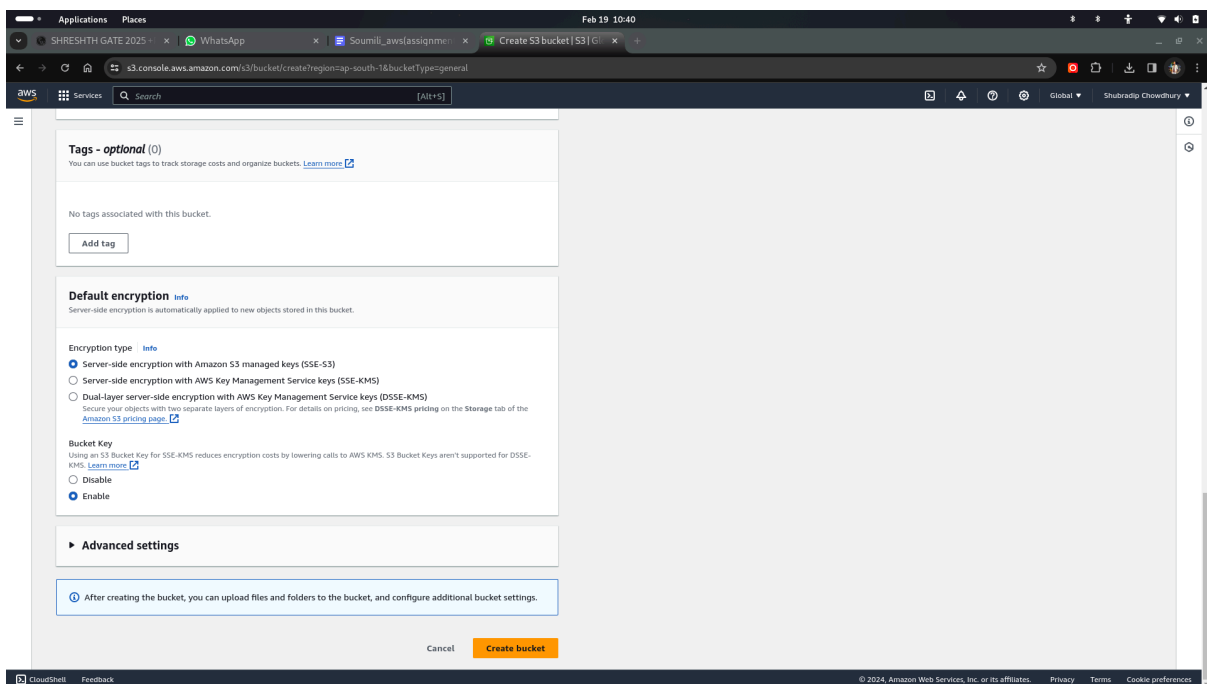 Applications Places Feb 19 10:40
SHRESHTH GATE 2025 WhatsApp Soumili_aws(assignmen Create S3 bucket | S3 | Gl
s3.console.aws.amazon.com/s3/bucket/create?region=ap-south-1&bucketType=general
aws Services Search [Alt+S] Global Shubradip Chowdhury
Tags - optional (0)
You can use bucket tags to track storage costs and organize buckets. Learn more
No tags associated with this bucket.
Add tag
Default encryption Info
Server-side encryption is automatically applied to new objects stored in this bucket.
Encryption type Info
Server-side encryption with Amazon S3 managed keys (SSE-S3)
Server-side encryption with AWS Key Management Service keys (SSE-KMS)
Dual-layer server-side encryption with AWS Key Management Service keys (DSSE-KMS)
Secure your objects with two separate layers of encryption. For details on pricing, see DSSE-KMS pricing on the Storage tab of the
Amazon S3 pricing page.
Bucket Key
Using an S3 Bucket Key for SSE-KMS reduces encryption costs by lowering calls to AWS KMS. S3 Bucket Keys aren't supported for DSSE-
KMS. Learn more
Disable
Enable
Advanced settings
After creating the bucket, you can upload files and folders to the bucket, and configure additional bucket settings.
Cancel Create bucket
CloudShell Feedback © 2024, Amazon Web Services, Inc. or its affiliates. Privacy Terms Cookie preferences